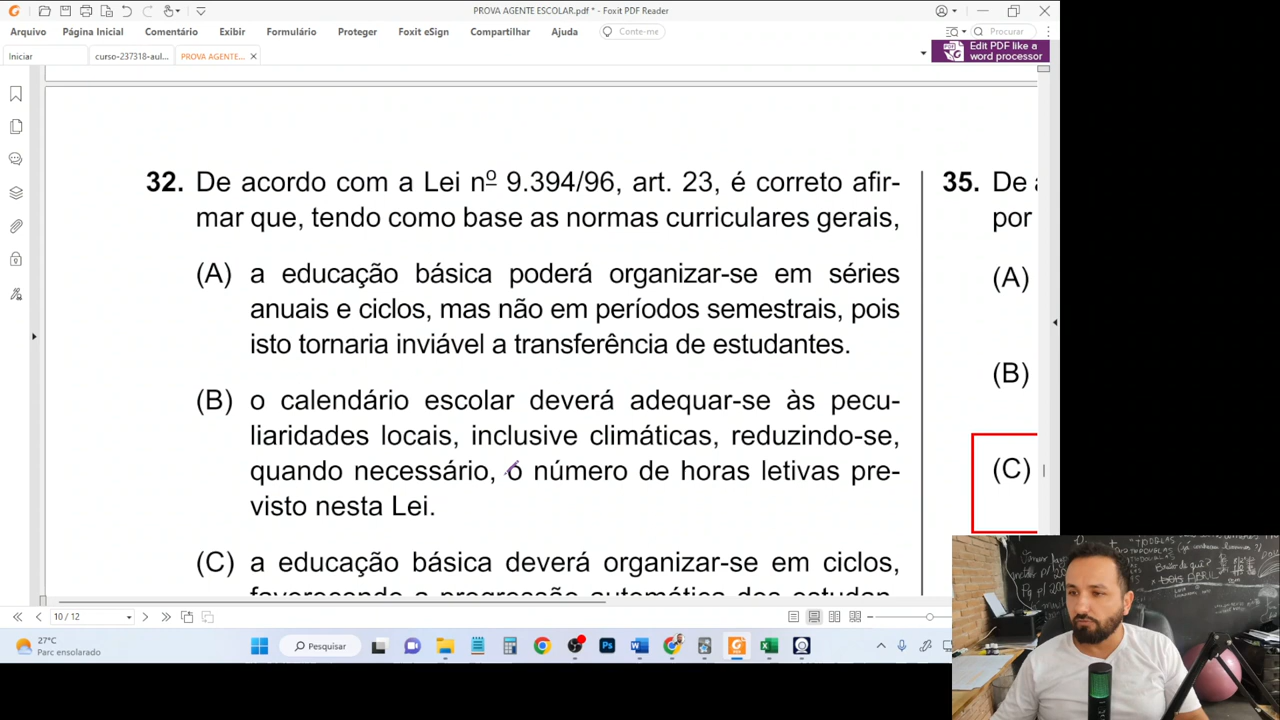 PROVA AGENTE ESCOLAR.pdf * - Foxit PDF Reader
Arquivo Página Inicial Comentário Exibir Formulário Proteger Foxit eSign Compartilhar Ajuda Conte-me Procurar
Iniciar curso-237318-aul... PROVA AGENTE...
Edit PDF like a
word processor
32. De acordo com a Lei nº 9.394/96, art. 23, é correto afir-
mar que, tendo como base as normas curriculares gerais,
(A) a educação básica poderá organizar-se em séries
anuais e ciclos, mas não em períodos semestrais, pois
isto tornaria inviável a transferência de estudantes.
(B) o calendário escolar deverá adequar-se às pecu-
liaridades locais, inclusive climáticas, reduzindo-se,
quando necessário, o número de horas letivas pre-
visto nesta Lei.
(C) a educação básica deverá organizar-se em ciclos,
favorecendo a progressão automática dos estudan-
35. De
por
(A)
(B)
(C)
10 / 12
27°C
Parc ensolarado
Pesquisar